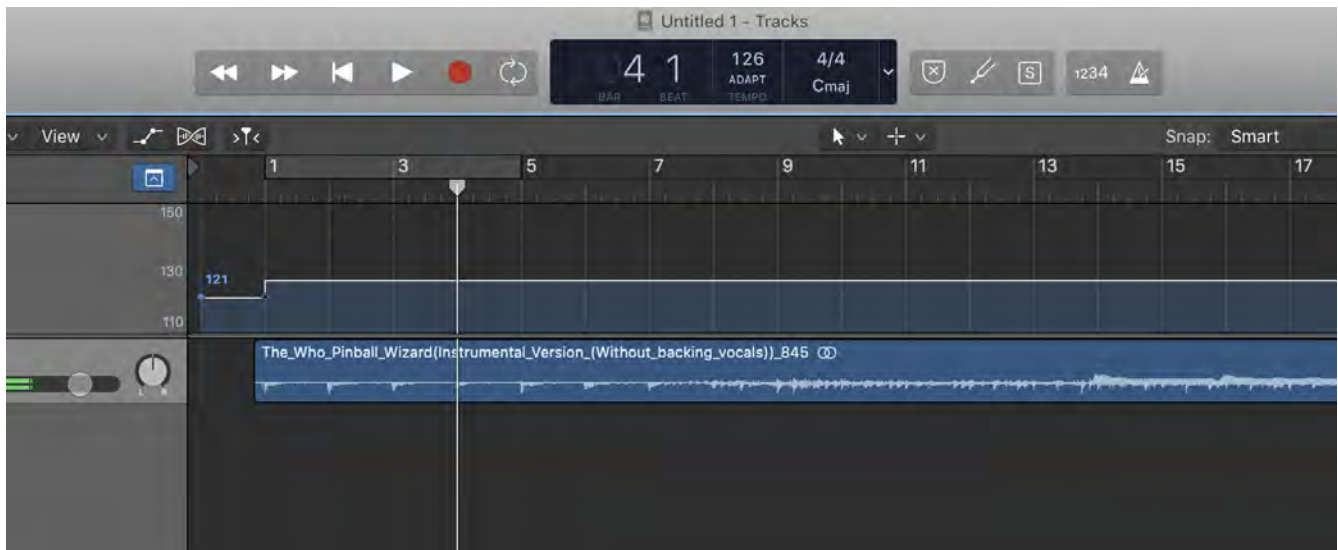 Untitled 1 - Tracks
4 1 126 4/4
ADAPT Cmaj
BAR BEAT TEMPO
S 1234
View Snap: Smart
1 3 5 7 9 11 13 15 17
150
130 121
110
The_Who_Pinball_Wizard(Instrumental_Version_(Without_backing_vocals))_845
L R